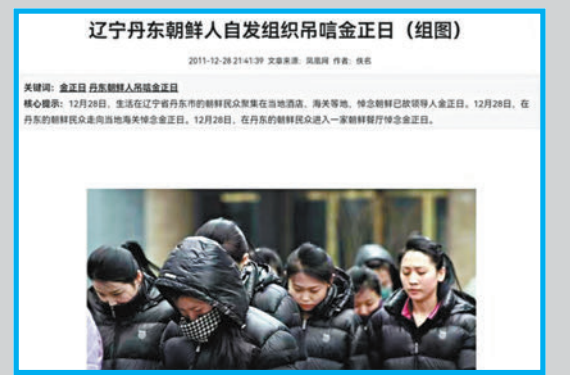 辽宁丹东朝鲜人自发组织吊唁金正日（组图）
2011-12-28 21:41:39 文章来源：凤凰网 作者：佚名
关键词：金正日 丹东朝鲜人吊唁金正日
核心提示：12月28日，生活在辽宁省丹东市的朝鲜民众聚集在当地酒店、海关等地，悼念朝鲜已故领导人金正日。12月28日，在
丹东的朝鲜民众走向当地海关悼念金正日。12月28日，在丹东的朝鲜民众进入一家朝鲜餐厅悼念金正日。